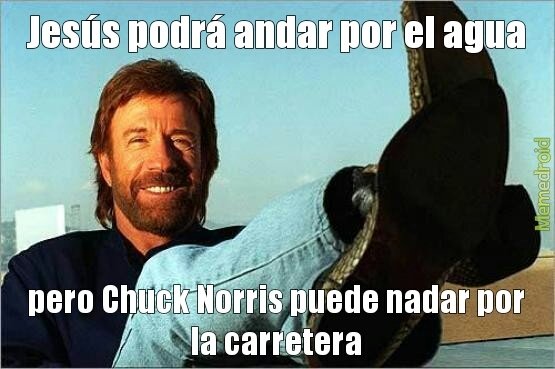 Jesús podrá andar por el agua
Memedroid
pero Chuck Norris puede nadar por
la carretera